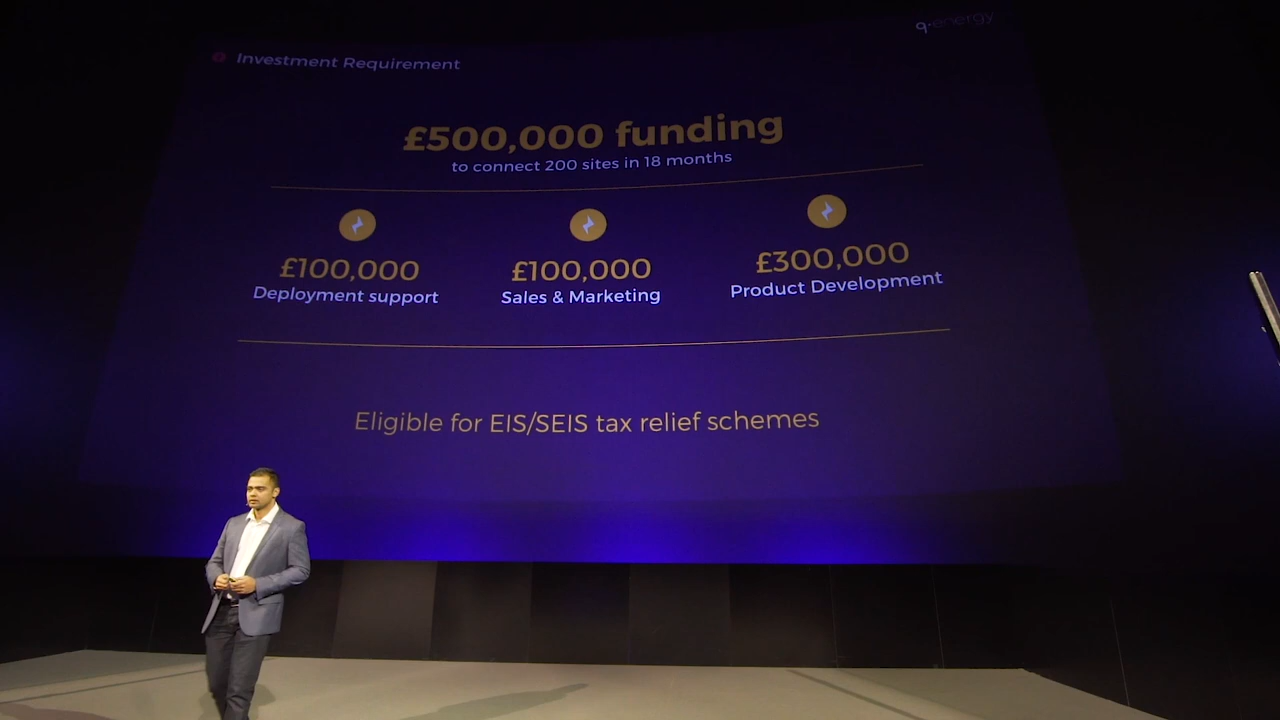 q-energy
Investment Requirement
£500,000 funding
to connect 200 sites in 18 months
£100,000
Deployment support
£100,000
Sales & Marketing
£300,000
Product Development
Eligible for EIS/SEIS tax relief schemes